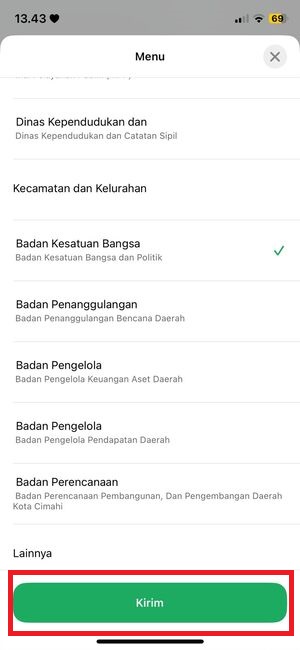 13.43
69
Menu
Dinas Kependudukan dan
Dinas Kependudukan dan Catatan Sipil
Kecamatan dan Kelurahan
Badan Kesatuan Bangsa
Badan Kesatuan Bangsa dan Politik
Badan Penanggulangan
Badan Penanggulangan Bencana Daerah
Badan Pengelola
Badan Pengelola Keuangan Aset Daerah
Badan Pengelola
Badan Pengelola Pendapatan Daerah
Badan Perencanaan
Badan Perencanaan Pembangunan, Dan Pengembangan Daerah
Kota Cimahi
Lainnya
Kirim